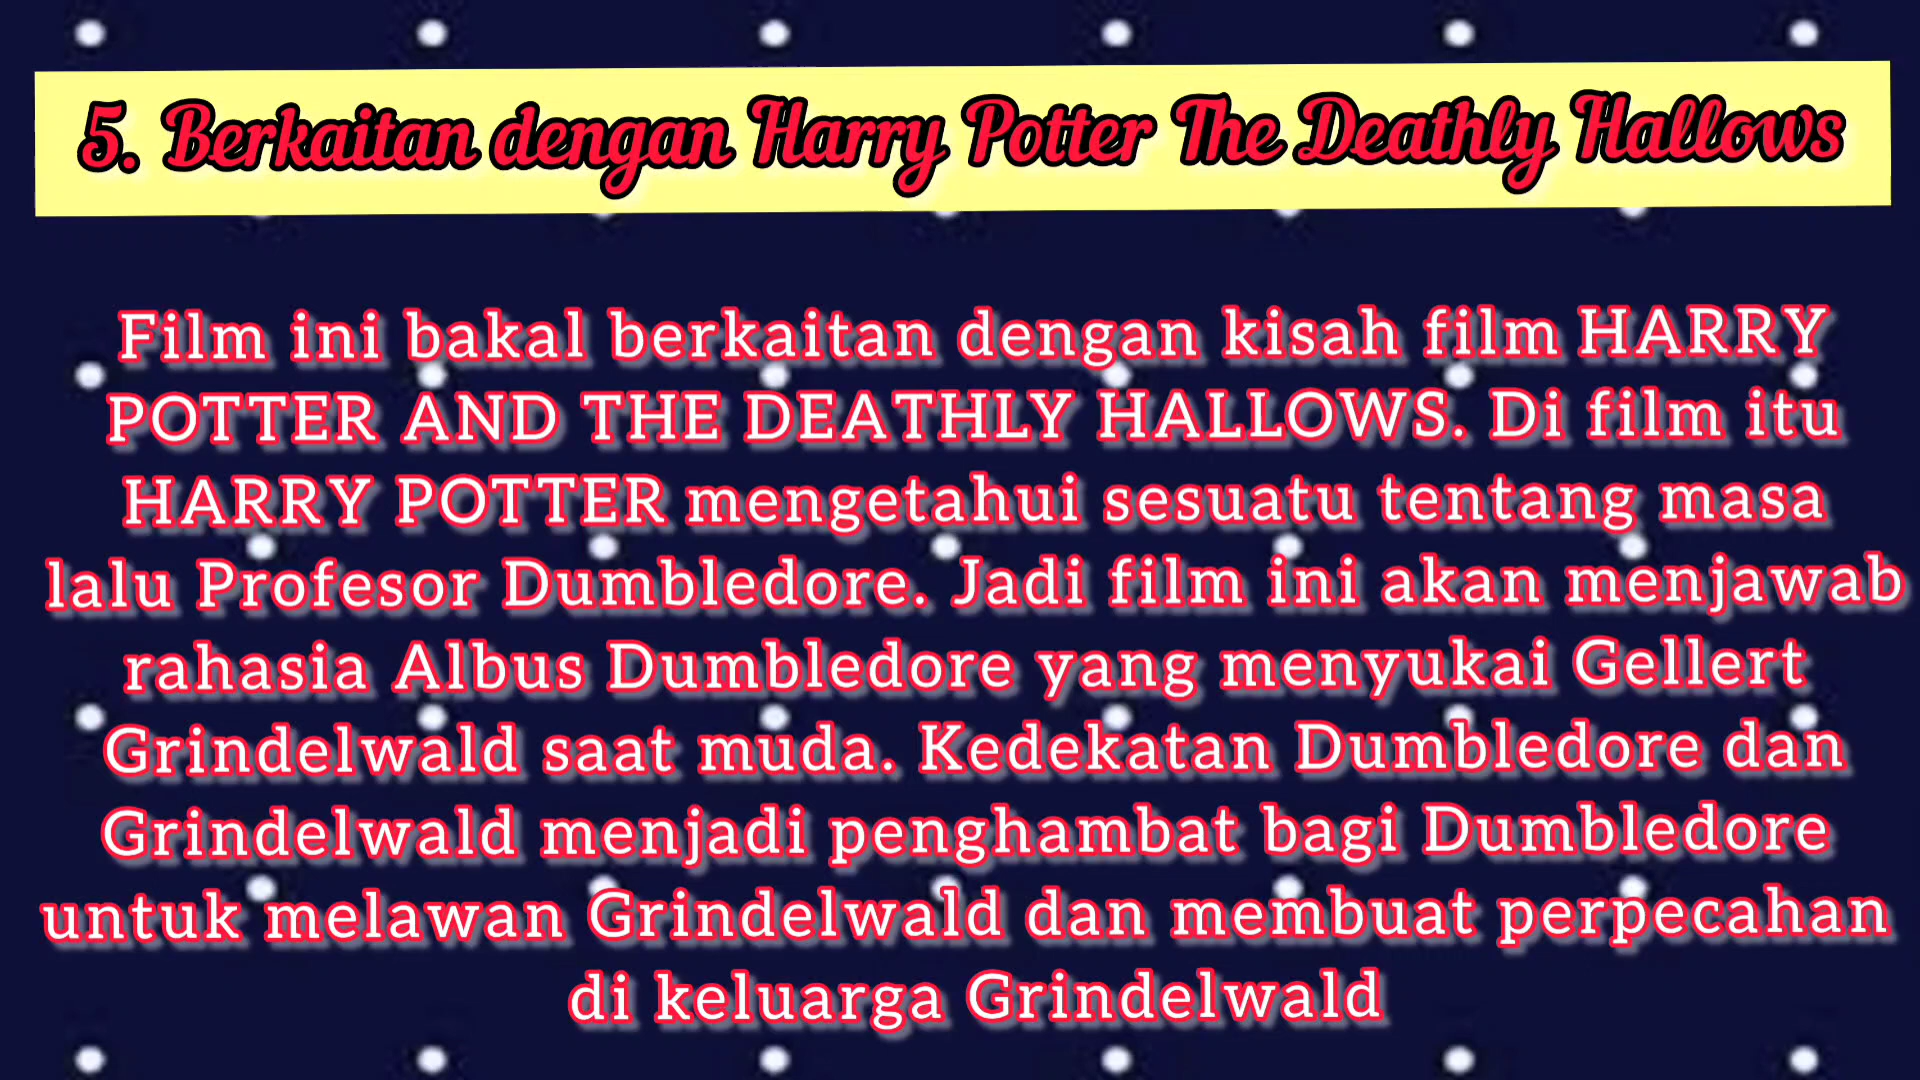 5. Berkaitan dengan Harry Potter The Deathly Hallows
Film ini bakal berkaitan dengan kisah film HARRY
POTTER AND THE DEATHLY HALLOWS. Di film itu
HARRY POTTER mengetahui sesuatu tentang masa
lalu Profesor Dumbledore. Jadi film ini akan menjawab
rahasia Albus Dumbledore yang menyukai Gellert
Grindelwald saat muda. Kedekatan Dumbledore dan
Grindelwald menjadi penghambat bagi Dumbledore
untuk melawan Grindelwald dan membuat perpecahan
di keluarga Grindelwald